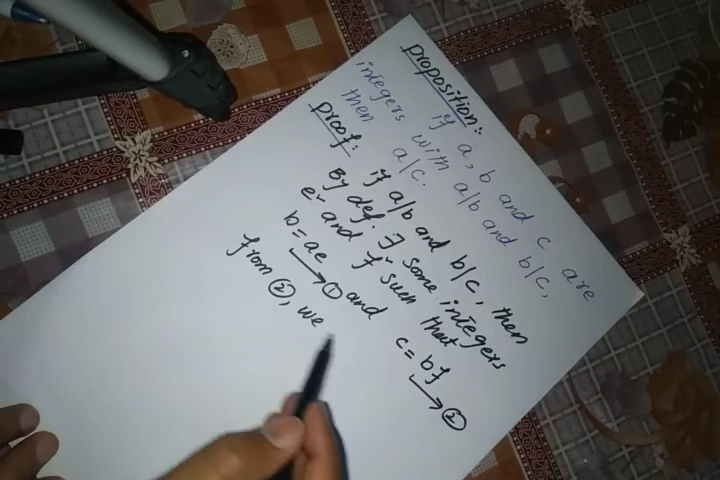 Proposition:
if a, b and c are
integers with a/b and b/c,
then a/c.
Proof:
if a/b and b/c, then
By def. ∃ some integers
e and f such that
b = ae → ① and c = bf → ②
from ②, we